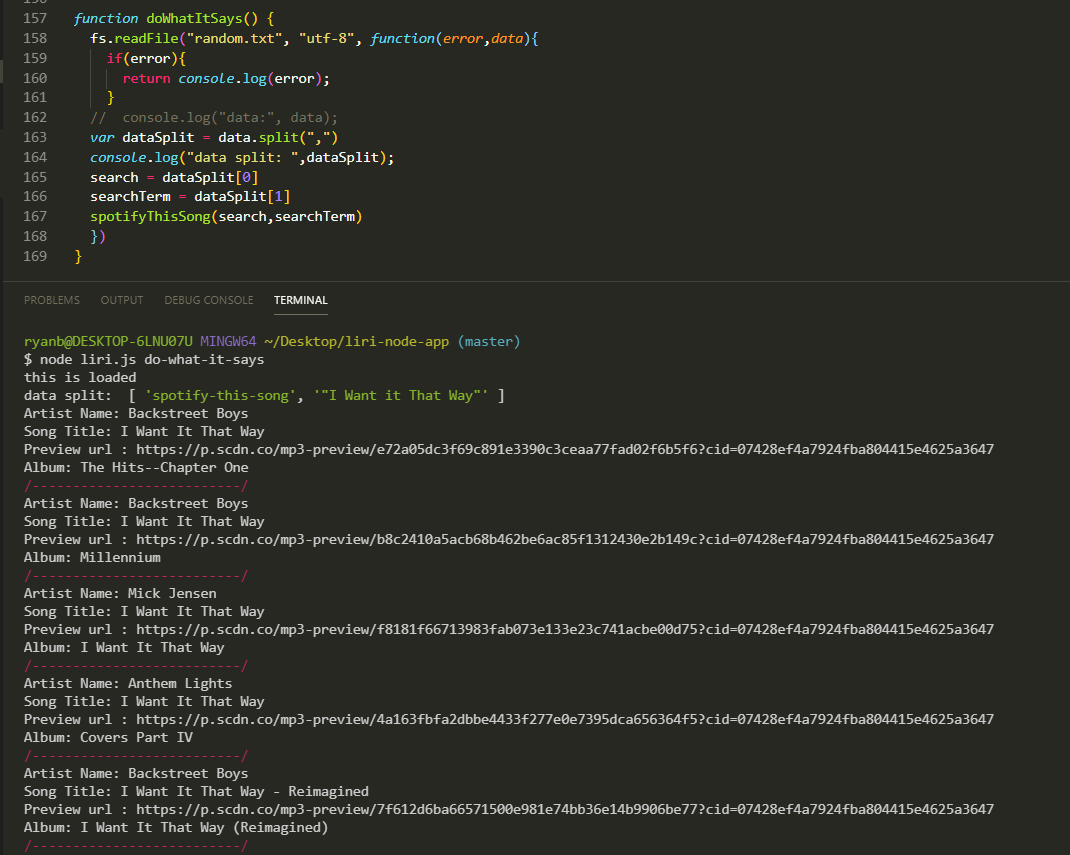 157 function doWhatItSays() {
158 fs.readFile("random.txt", "utf-8", function(error,data){
159 if(error){
160 return console.log(error);
161 }
162 // console.log("data:", data);
163 var dataSplit = data.split(",")
164 console.log("data split: ",dataSplit);
165 search = dataSplit[0]
166 searchTerm = dataSplit[1]
167 spotifyThisSong(search,searchTerm)
168 })
169 }
PROBLEMS OUTPUT DEBUG CONSOLE TERMINAL
ryanb@DESKTOP-6LNU07U MINGW64 ~/Desktop/liri-node-app (master)
$ node liri.js do-what-it-says
this is loaded
data split:  [ 'spotify-this-song', '"I Want it That Way"' ]
Artist Name: Backstreet Boys
Song Title: I Want It That Way
Preview url : https://p.scdn.co/mp3-preview/e72a05dc3f69c891e3390c3ceaa77fad02f6b5f6?cid=07428ef4a7924fba804415e4625a3647
Album: The Hits--Chapter One
/--------------------------/
Artist Name: Backstreet Boys
Song Title: I Want It That Way
Preview url : https://p.scdn.co/mp3-preview/b8c2410a5acb68b462be6ac85f1312430e2b149c?cid=07428ef4a7924fba804415e4625a3647
Album: Millennium
/--------------------------/
Artist Name: Mick Jensen
Song Title: I Want It That Way
Preview url : https://p.scdn.co/mp3-preview/f8181f66713983fab073e133e23c741acbe00d75?cid=07428ef4a7924fba804415e4625a3647
Album: I Want It That Way
/--------------------------/
Artist Name: Anthem Lights
Song Title: I Want It That Way
Preview url : https://p.scdn.co/mp3-preview/4a163fbfa2dbbe4433f277e0e7395dca656364f5?cid=07428ef4a7924fba804415e4625a3647
Album: Covers Part IV
/--------------------------/
Artist Name: Backstreet Boys
Song Title: I Want It That Way - Reimagined
Preview url : https://p.scdn.co/mp3-preview/7f612d6ba66571500e981e74bb36e14b9906be77?cid=07428ef4a7924fba804415e4625a3647
Album: I Want It That Way (Reimagined)
/--------------------------/